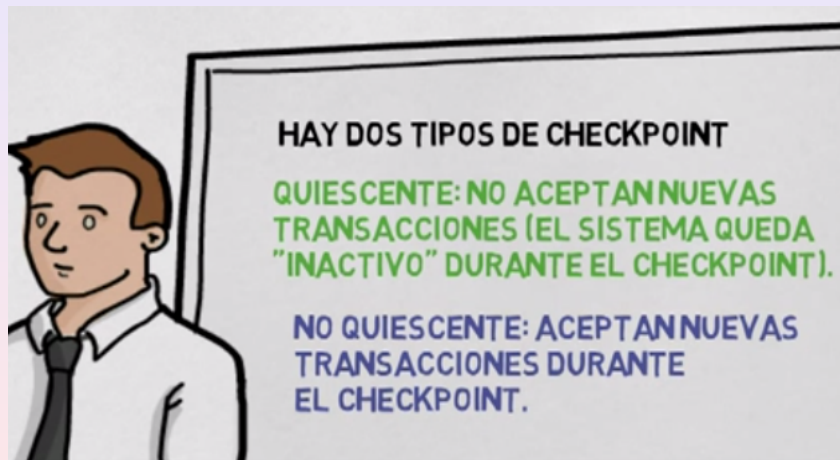 HAY DOS TIPOS DE CHECKPOINT
QUIESCENTE: NO ACEPTAN NUEVAS
TRANSACCIONES (EL SISTEMA QUEDA
"INACTIVO" DURANTE EL CHECKPOINT).
NO QUIESCENTE: ACEPTAN NUEVAS
TRANSACCIONES DURANTE
EL CHECKPOINT.